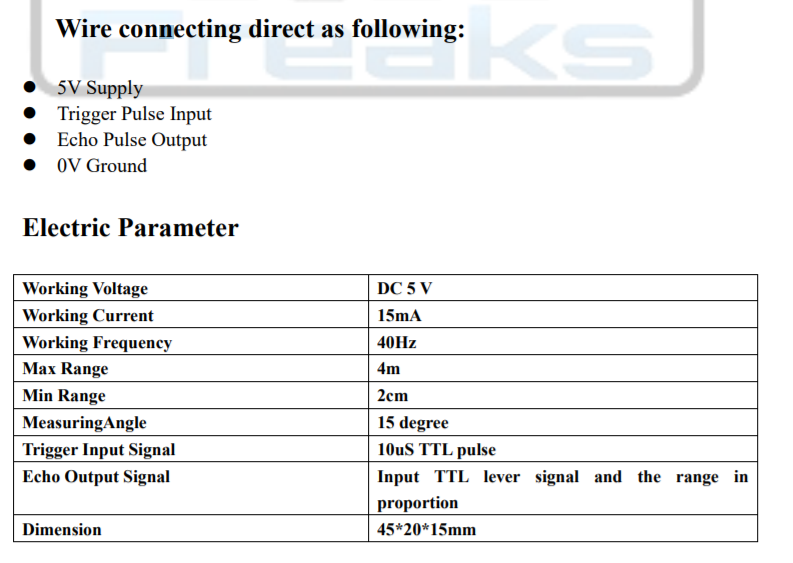 Freaks
Wire connecting direct as following:
● 5V Supply
● Trigger Pulse Input
● Echo Pulse Output
● 0V Ground
Electric Parameter
Working Voltage DC 5 V
Working Current 15mA
Working Frequency 40Hz
Max Range 4m
Min Range 2cm
MeasuringAngle 15 degree
Trigger Input Signal 10uS TTL pulse
Echo Output Signal Input TTL lever signal and the range in
proportion
Dimension 45*20*15mm